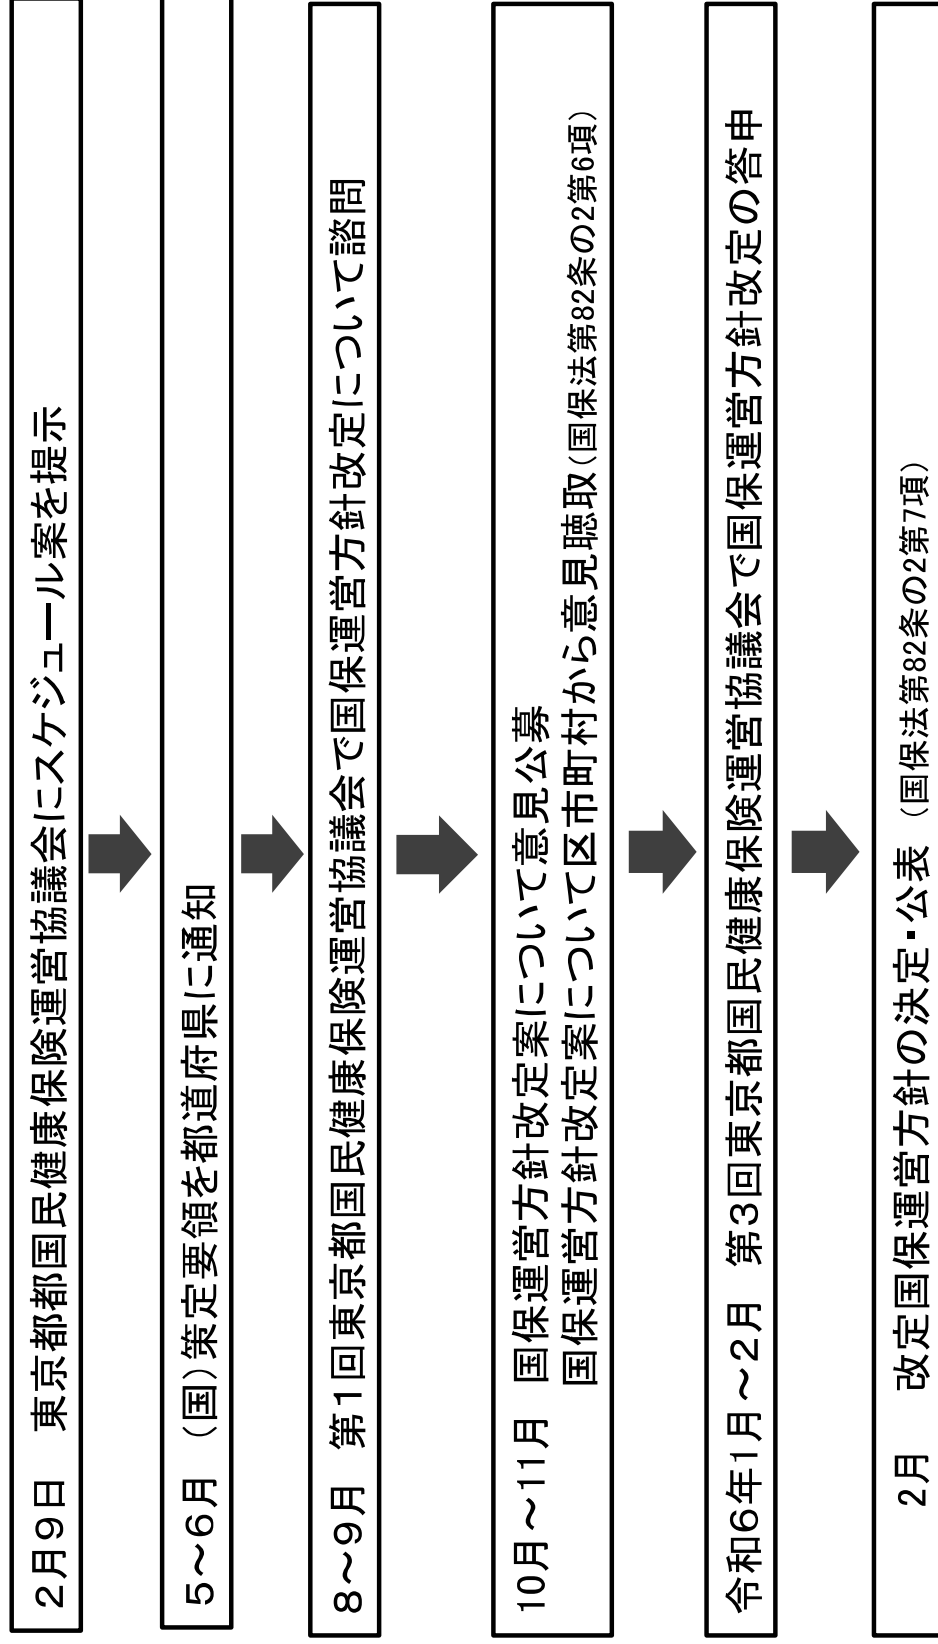 2月9日　東京都都国民健康保険運営協議会にスケジュール案を提示
5～6月　（国）策定要領を都道府県に通知
8～9月　第1回東京都国民健康保険運営協議会で国保運営方針改定について諮問
10月～11月　国保運営方針改定案について意見公募
国保運営方針改定案について区市町村から意見聴取（国保法第82条の2第6項）
令和6年1月～2月　第3回東京都国民健康保険運営協議会で国保運営方針改定の答申
2月　改定国保運営方針の決定・公表（国保法第82条の2第7項）